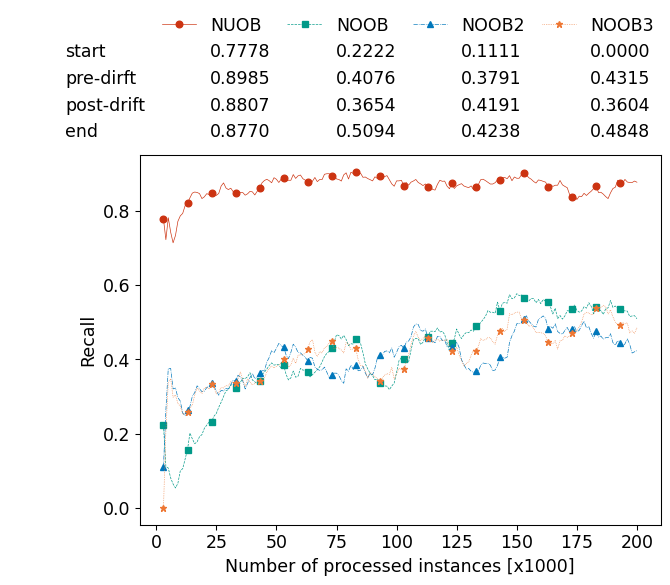 NUOB NOOB NOOB2 NOOB3
start 0.7778 0.2222 0.1111 0.0000
pre-dirft 0.8985 0.4076 0.3791 0.4315
post-drift 0.8807 0.3654 0.4191 0.3604
end 0.8770 0.5094 0.4238 0.4848
0.8
0.6
Recall
0.4
0.2
0.0
0 25 50 75 100 125 150 175 200
Number of processed instances [x1000]